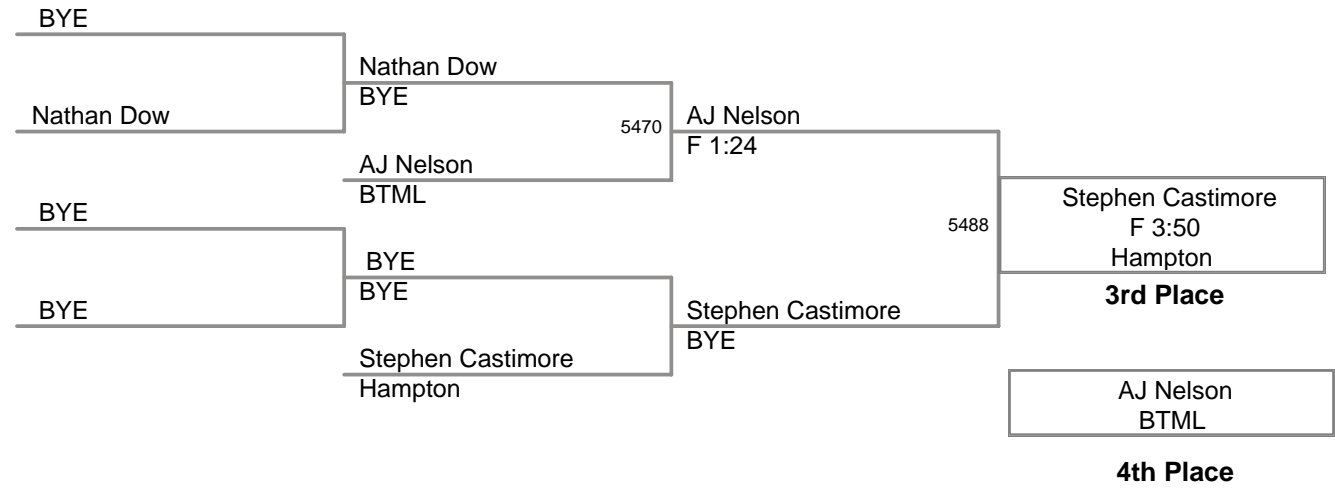 BYE
Nathan Dow
BYE
Nathan Dow
5470
AJ Nelson
F 1:24
AJ Nelson
BTML
BYE
Stephen Castimore
F 3:50
Hampton
5488
BYE
BYE
3rd Place
BYE
Stephen Castimore
BYE
Stephen Castimore
Hampton
AJ Nelson
BTML
4th Place